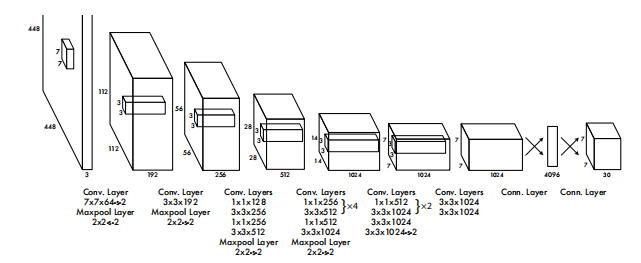 448
7
7
448
3
112
3
3
112
192
56
3
3
56
256
28
3
3
28
512
14
3
3
14
1024
7
3
3
7
1024
7
7
1024
4096
7
7
30
Conv. Layer
7x7x64-s-2
Maxpool Layer
2x2-s-2
Conv. Layer
3x3x192
Maxpool Layer
2x2-s-2
Conv. Layers
1x1x128
3x3x256
1x1x256
3x3x512
Maxpool Layer
2x2-s-2
Conv. Layers
1x1x256
3x3x512 }×4
1x1x512
3x3x1024
Maxpool Layer
2x2-s-2
Conv. Layers
1x1x512
3x3x1024 }×2
3x3x1024
3x3x1024-s-2
Conv. Layers
3x3x1024
3x3x1024
Conn. Layer
Conn. Layer